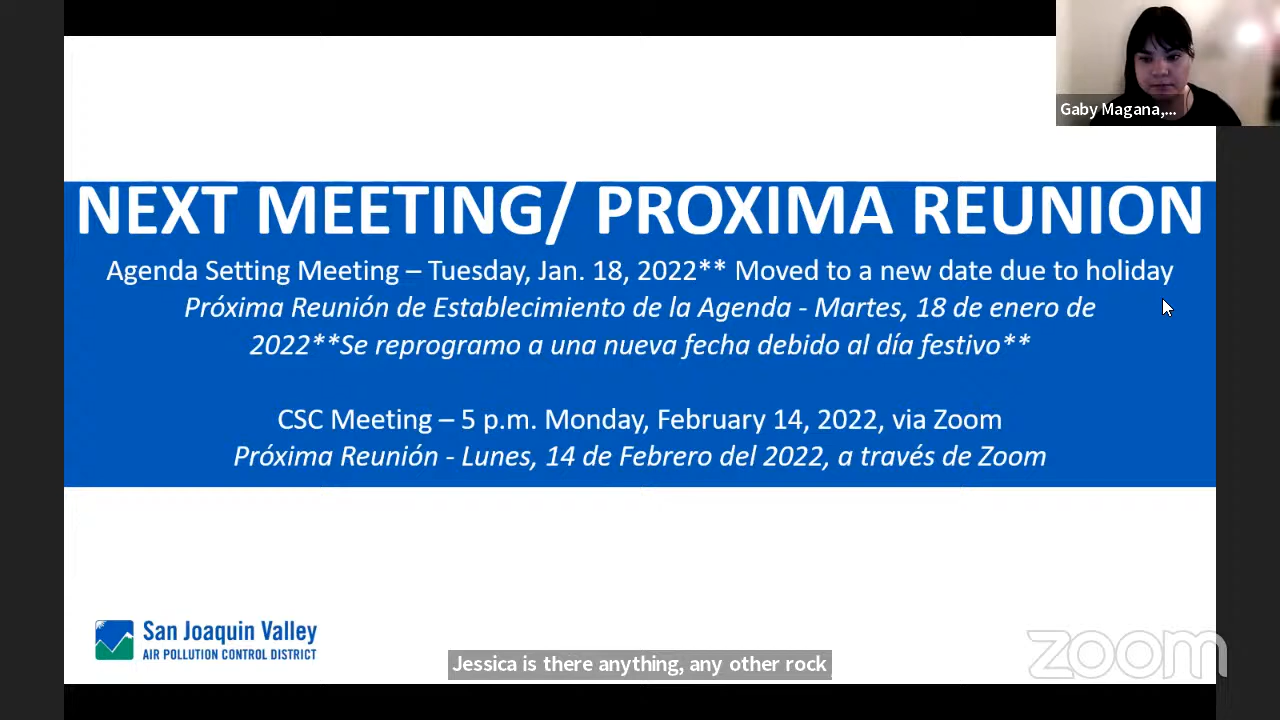 Gaby Magana,...
NEXT MEETING/ PROXIMA REUNION
Agenda Setting Meeting – Tuesday, Jan. 18, 2022** Moved to a new date due to holiday
Próxima Reunión de Establecimiento de la Agenda - Martes, 18 de enero de
2022**Se reprogramo a una nueva fecha debido al día festivo**
CSC Meeting – 5 p.m. Monday, February 14, 2022, via Zoom
Próxima Reunión - Lunes, 14 de Febrero del 2022, a través de Zoom
San Joaquin Valley
AIR POLLUTION CONTROL DISTRICT
Jessica is there anything, any other rock
zoom